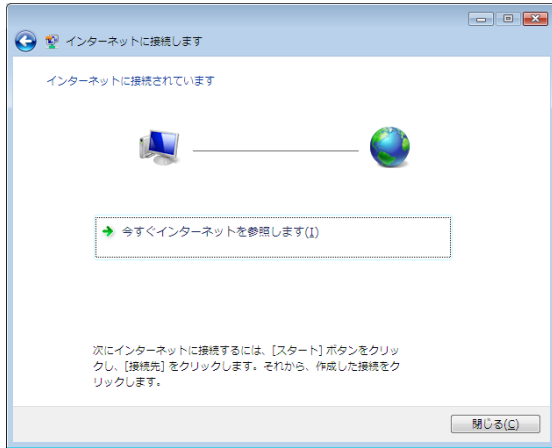 インターネットに接続します
インターネットに接続されています
今すぐインターネットを参照します(I)
次にインターネットに接続するには、[スタート] ボタンをクリッ
クし、[接続先] をクリックします。それから、作成した接続をク
リックします。
閉じる(C)